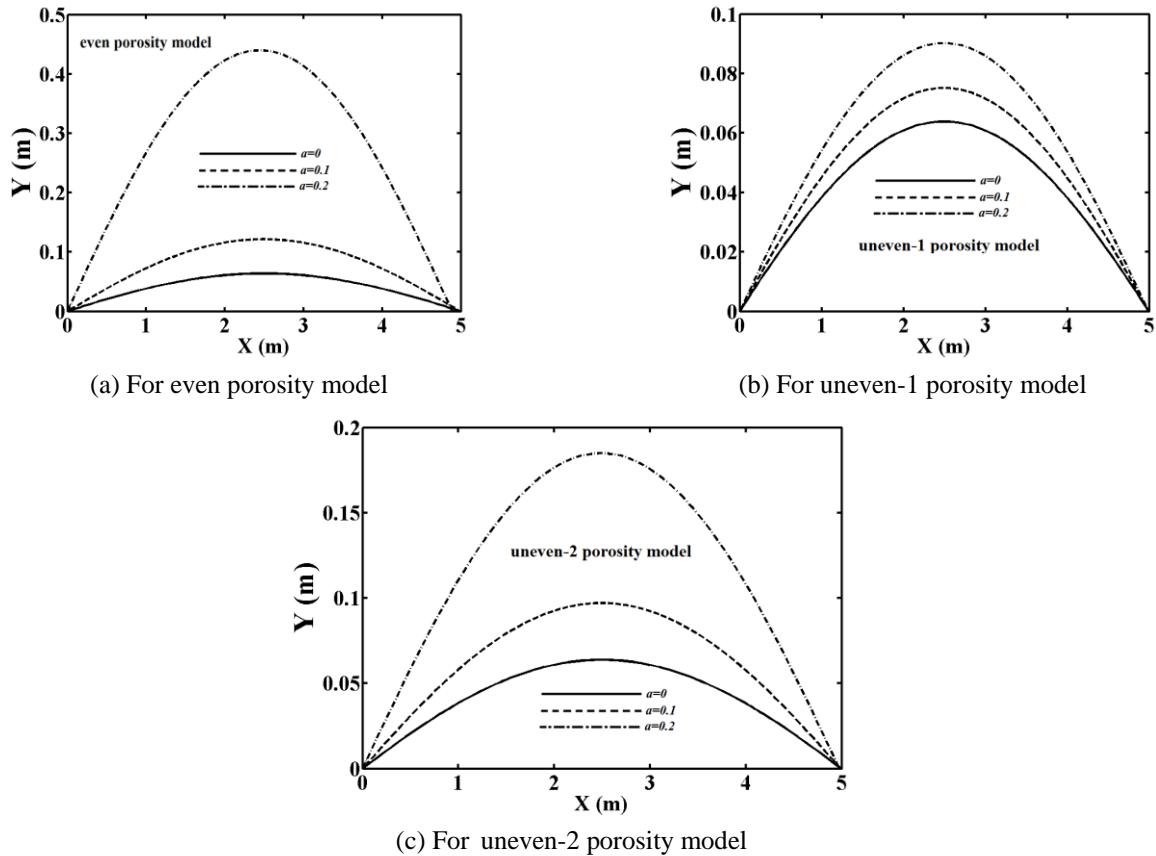 0.5
even porosity model
0.4
0.3
Y (m)
a=0
a=0.1
0.2
a=0.2
0.1
0
0 1 2 3 4 5
X (m)
(a) For even porosity model
0.1
0.08
0.06
Y (m)
a=0
0.04
a=0.1
a=0.2
uneven-1 porosity model
0.02
0
0 1 2 3 4 5
X (m)
(b) For uneven-1 porosity model
0.2
0.15
uneven-2 porosity model
Y (m)
0.1
0.05
a=0
a=0.1
a=0.2
0
0 1 2 3 4 5
X (m)
(c) For uneven-2 porosity model